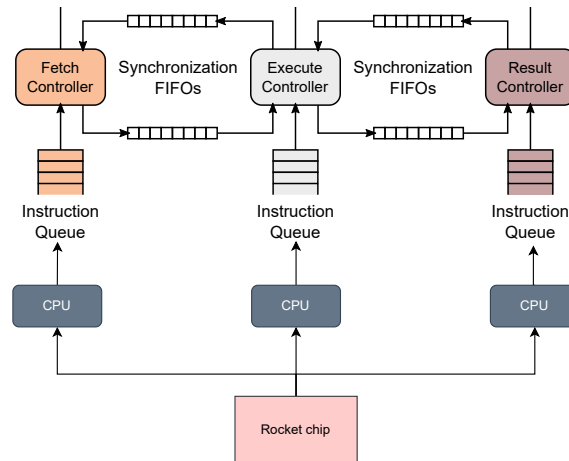 Fetch
Controller
Synchronization
FIFOs
Execute
Controller
Synchronization
FIFOs
Result
Controller
Instruction
Queue
Instruction
Queue
Instruction
Queue
CPU
CPU
CPU
Rocket chip